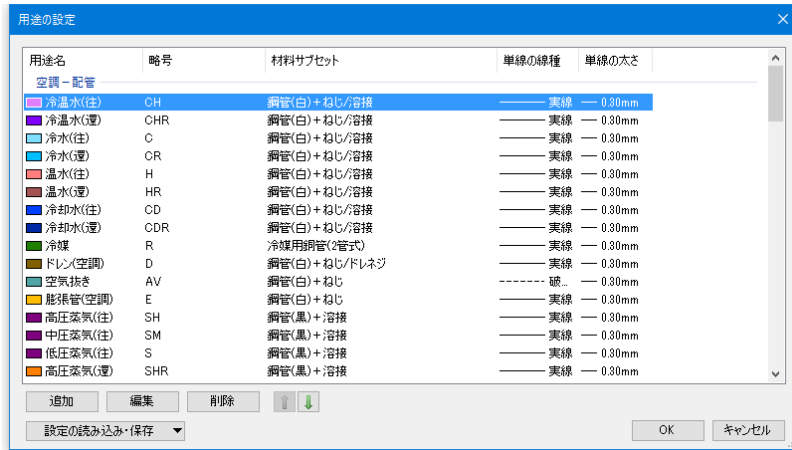 用途の設定
用途名 略号 材料サブセット 単線の線種 単線の太さ
空調－配管
冷温水(往) CH 鋼管(白)+ねじ/溶接 実線 0.30mm
冷温水(還) CHR 鋼管(白)+ねじ/溶接 実線 0.30mm
冷水(往) C 鋼管(白)+ねじ/溶接 実線 0.30mm
冷水(還) CR 鋼管(白)+ねじ/溶接 実線 0.30mm
温水(往) H 鋼管(白)+ねじ/溶接 実線 0.30mm
温水(還) HR 鋼管(白)+ねじ/溶接 実線 0.30mm
冷却水(往) CD 鋼管(白)+ねじ/溶接 実線 0.30mm
冷却水(還) CDR 鋼管(白)+ねじ/溶接 実線 0.30mm
冷媒 R 冷媒用銅管(2管式) 実線 0.30mm
ドレン(空調) D 鋼管(白)+ねじ/ドレネジ 実線 0.30mm
空気抜き AV 鋼管(白)+ねじ 破... 0.30mm
膨張管(空調) E 鋼管(白)+ねじ 実線 0.30mm
高圧蒸気(往) SH 鋼管(黒)+溶接 実線 0.30mm
中圧蒸気(往) SM 鋼管(黒)+溶接 実線 0.30mm
低圧蒸気(往) S 鋼管(黒)+溶接 実線 0.30mm
高圧蒸気(還) SHR 鋼管(黒)+溶接 実線 0.30mm
追加 編集 削除
設定の読み込み・保存 OK キャンセル